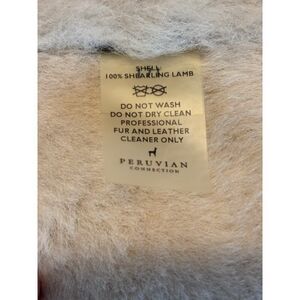 SHELL
100% SHEARLING LAMB
DO NOT WASH
DO NOT DRY CLEAN
PROFESSIONAL
FUR AND LEATHER
CLEANER ONLY
PERUVIAN
CONNECTION